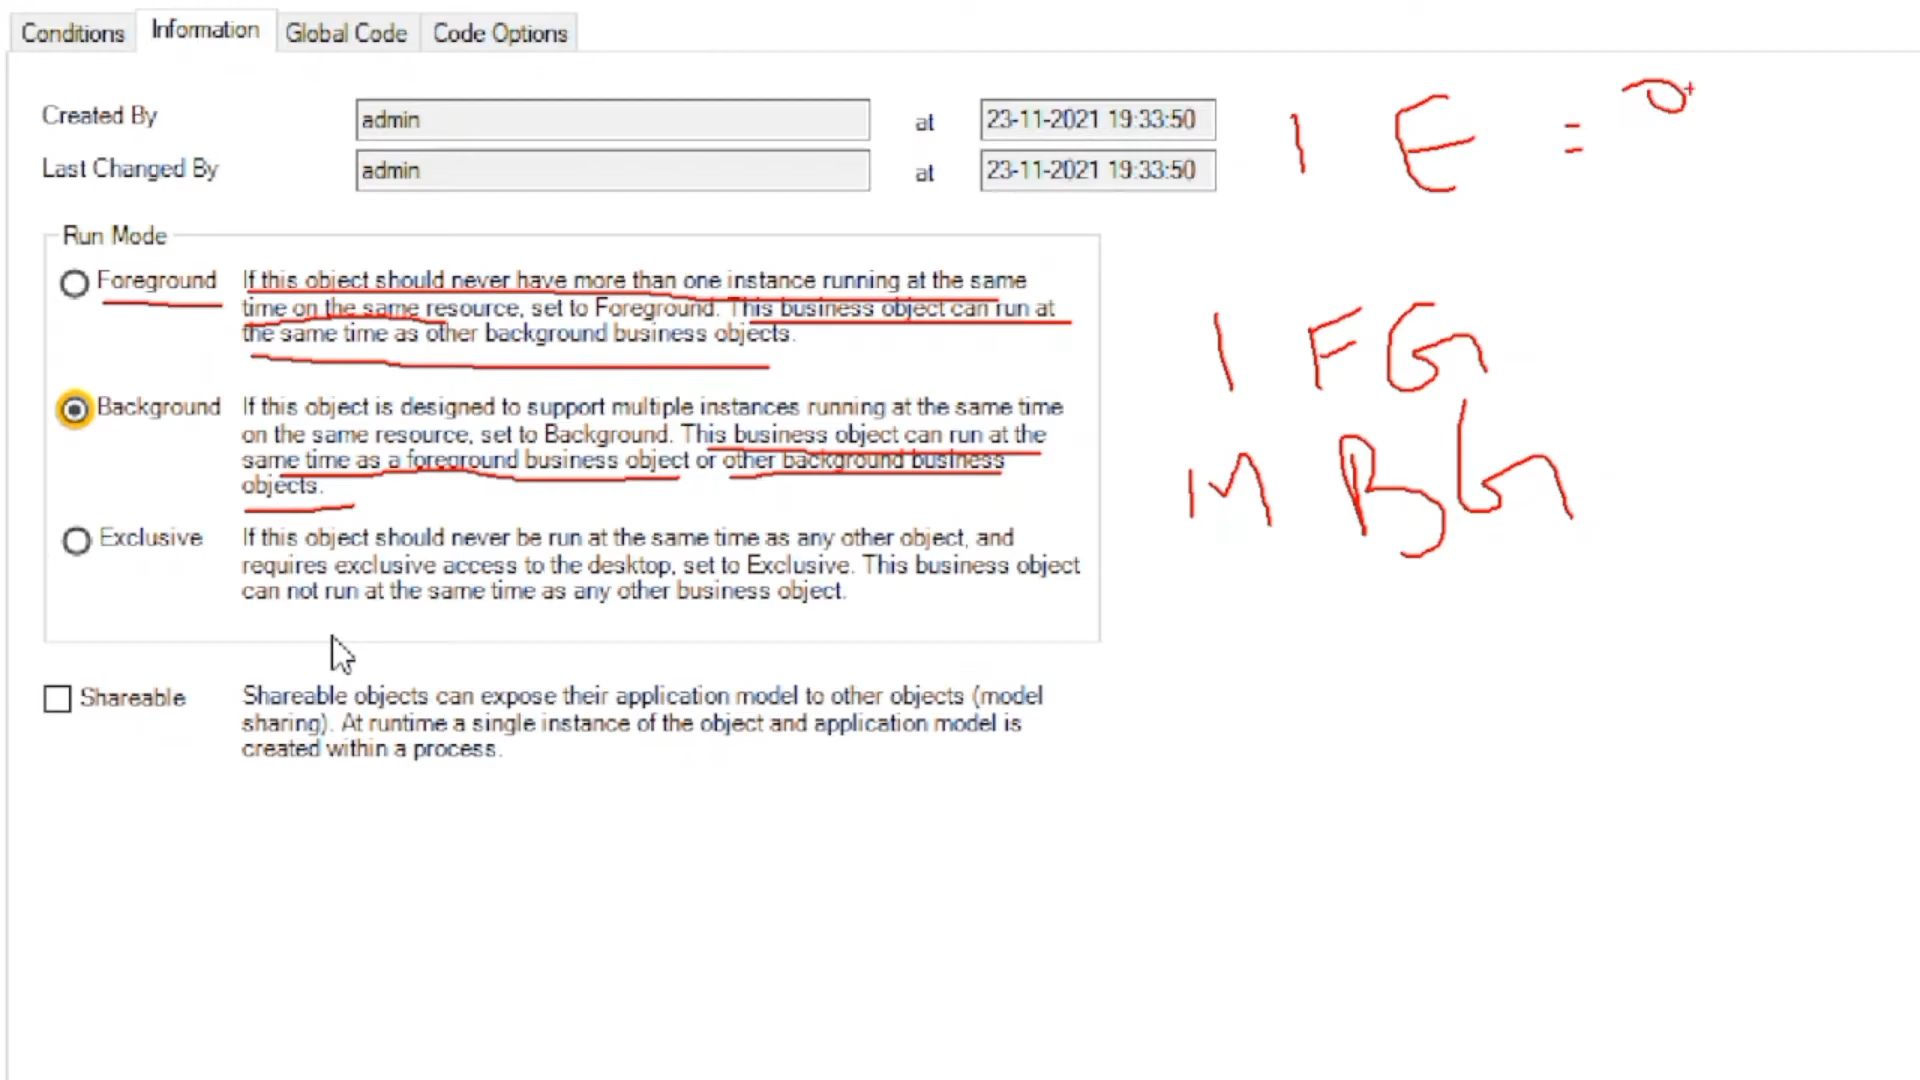 Conditions Information Global Code Code Options
Created By admin at 23-11-2021 19:33:50
Last Changed By admin at 23-11-2021 19:33:50
1 E =
Run Mode
Foreground If this object should never have more than one instance running at the same
time on the same resource, set to Foreground. This business object can run at
the same time as other background business objects.
1 FG
Background If this object is designed to support multiple instances running at the same time
on the same resource, set to Background. This business object can run at the
same time as a foreground business object or other background business
objects.
M BG
Exclusive If this object should never be run at the same time as any other object, and
requires exclusive access to the desktop, set to Exclusive. This business object
can not run at the same time as any other business object.
Shareable Shareable objects can expose their application model to other objects (model
sharing). At runtime a single instance of the object and application model is
created within a process.